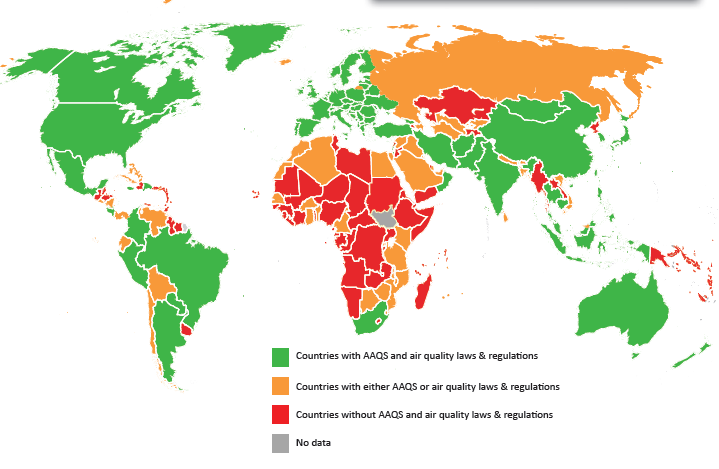 Countries with AAQS and air quality laws & regulations
Countries with either AAQS or air quality laws & regulations
Countries without AAQS and air quality laws & regulations
No data